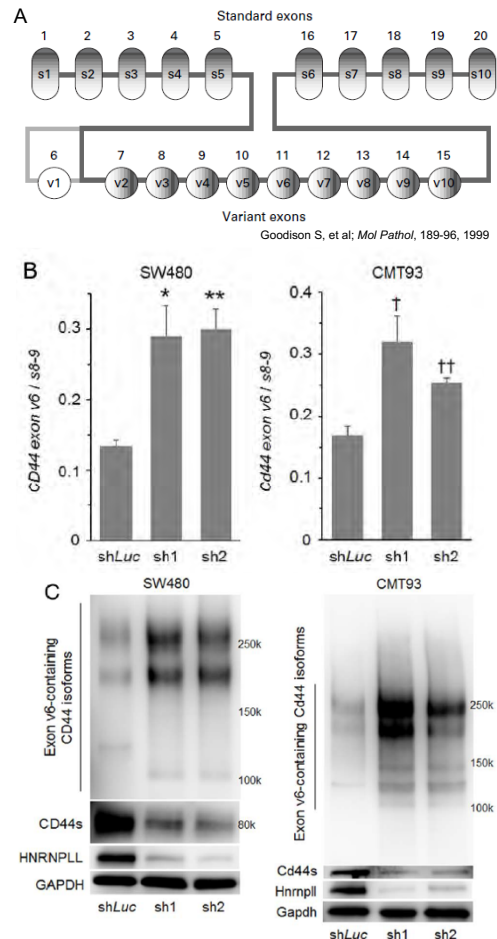 A
Standard exons
1 2 3 4 5 16 17 18 19 20
s1 s2 s3 s4 s5 s6 s7 s8 s9 s10
6 7 8 9 10 11 12 13 14 15
v1 v2 v3 v4 v5 v6 v7 v8 v9 v10
Variant exons
Goodison S, et al; Mol Pathol, 189-96, 1999
B
SW480
CD44 exon v6 / s8-9
0.3
0.1
0
* **
shLuc sh1 sh2
CMT93
Cd44 exon v6 / s8-9
0.4
0.3
0.2
0.1
0
† ††
shLuc sh1 sh2
C
SW480
Exon v6-containing
CD44 isoforms
250k
150k
100k
CD44s
80k
HNRNPLL
GAPDH
shLuc sh1 sh2
CMT93
Exon v6-containing Cd44 isoforms
250k
150k
100k
Cd44s
Hnrnpll
Gapdh
shLuc sh1 sh2